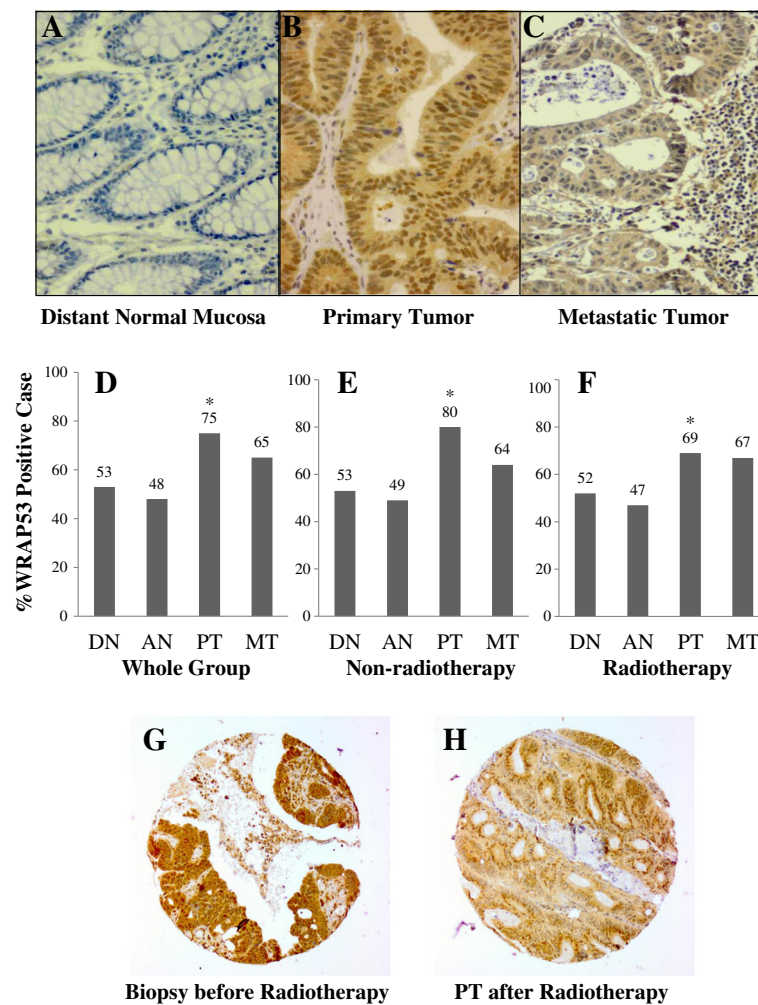 A B C
Distant Normal Mucosa Primary Tumor Metastatic Tumor
% WRAP53 Positive Case
D
100
80
60
40
20
0
53 48 * 75 65
DN AN PT MT
Whole Group
E
100
80
60
40
20
0
53 49 * 80 64
DN AN PT MT
Non-radiotherapy
F
100
80
60
40
20
0
52 47 * 69 67
DN AN PT MT
Radiotherapy
G H
Biopsy before Radiotherapy PT after Radiotherapy